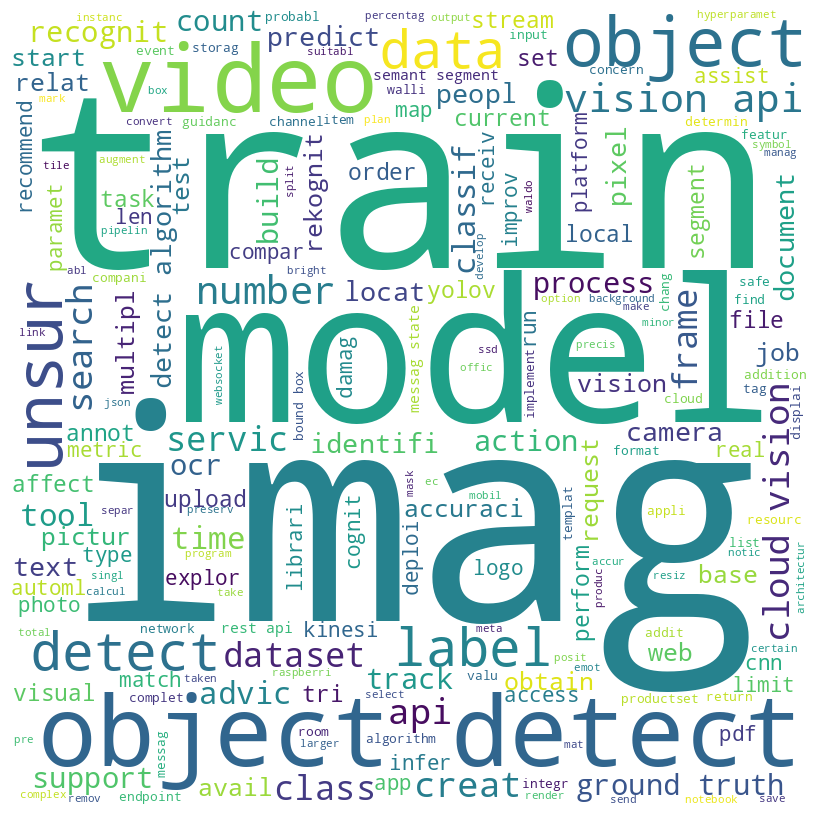 instanc
probabl
percentag
output
hyperparamet
recognit
count
predict
stream
object
event
storag
suitabl
input
start
video
data
set
concern
assist
relat
box
semant segment
walli
peopl
vision api
mark
convert
guidanc
channel
item
plan
map
current
determin
train
recommend
tile
augment
task
detect algorithm
test
build
split
rekognit
order
classif
waldo
receiv
improv
platform
pixel
local
segment
featur
symbol
manag
document
paramet
len
pipelin
abl
compani
compar
bright
develop
unsur
search
multipl
number
locat
yolov
process
frame
option
background
make
chang
safe
find
minor
file
link
json
model
websocket
damag
messag state
ssd
offic
run
implement
precis
vision
cloud
addition
tag
job
displai
annot
metric
servic
bound box
identifi
action
camera
format
real
cloud vision
affect
ocr
imag
upload
preserv
cognit
accuraci
mask
ec
mobil
templat
request
appli
list
resourc
notic
tool
separ
pictur
type
time
program
librari
logo
deploi
take
perform
produc
resiz
base
architectur
text
automl
singl
calcul
explor
photo
total
network
rest api
kinesi
meta
posit
emot
addit
web
cnn
certain
detect
dataset
label
track
valu
obtain
limit
match
taken
raspberri
visual
complet
advic
tri
select
access
productset
return
object detect
room
larger
algorithm
api
mat
pdf
pre
messag
infer
support
complex
remov
endpoint
avail
class
app
creat
integr
render
ground truth
send
notebook
save